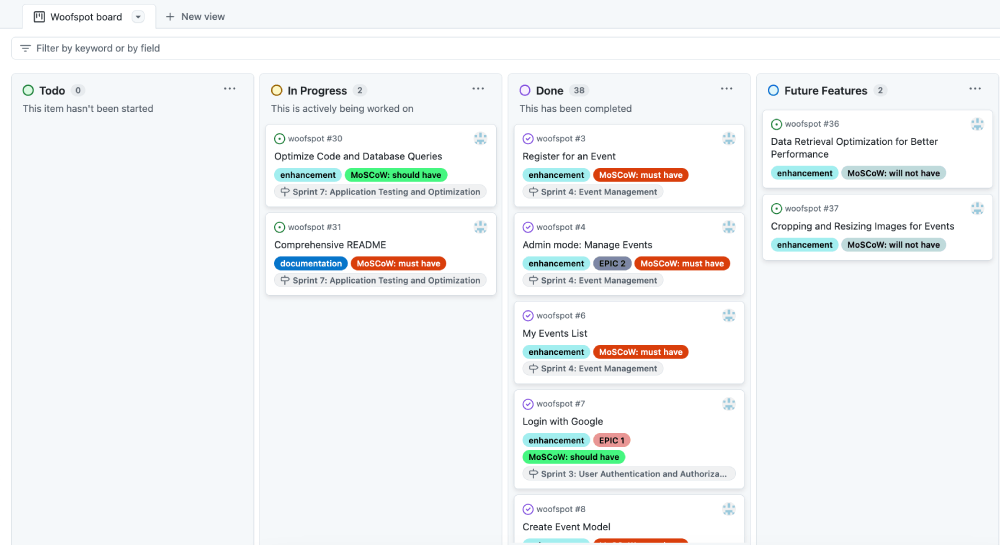 Woofspot board
New view
Filter by keyword or by field
Todo 0
This item hasn't been started
In Progress 2
This is actively being worked on
woofspot #30
Optimize Code and Database Queries
enhancement MoSCoW: should have
Sprint 7: Application Testing and Optimization
woofspot #31
Comprehensive README
documentation MoSCoW: must have
Sprint 7: Application Testing and Optimization
Done 38
This has been completed
woofspot #3
Register for an Event
enhancement MoSCoW: must have
Sprint 4: Event Management
woofspot #4
Admin mode: Manage Events
enhancement EPIC 2 MoSCoW: must have
Sprint 4: Event Management
woofspot #6
My Events List
enhancement MoSCoW: must have
Sprint 4: Event Management
woofspot #7
Login with Google
enhancement EPIC 1
MoSCoW: should have
Sprint 3: User Authentication and Authoriza...
woofspot #8
Create Event Model
Future Features 2
woofspot #36
Data Retrieval Optimization for Better
Performance
enhancement MoSCoW: will not have
woofspot #37
Cropping and Resizing Images for Events
enhancement MoSCoW: will not have